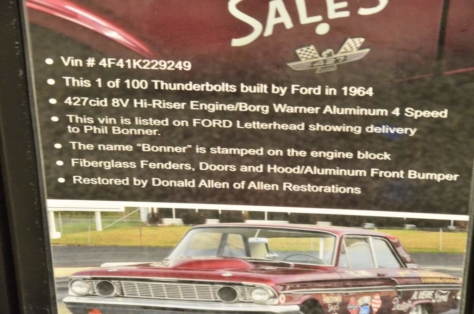 SALES
427
• Vin # 4F41K229249
• This 1 of 100 Thunderbolts built by Ford in 1964
• 427cid 8V Hi-Riser Engine/Borg Warner Aluminum 4 Speed
• This vin is listed on FORD Letterhead showing delivery
to Phil Bonner.
• The name "Bonner" is stamped on the engine block
• Fiberglass Fenders, Doors and Hood/Aluminum Front Bumper
• Restored by Donald Allen of Allen Restorations